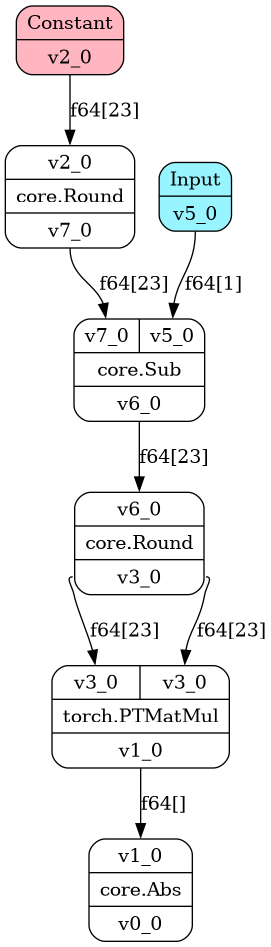 Constant
v2_0
f64[23]
v2_0
core.Round
v7_0
Input
v5_0
f64[23]
f64[1]
v7_0 v5_0
core.Sub
v6_0
f64[23]
v6_0
core.Round
v3_0
f64[23]
f64[23]
v3_0 v3_0
torch.PTMatMul
v1_0
f64[]
v1_0
core.Abs
v0_0